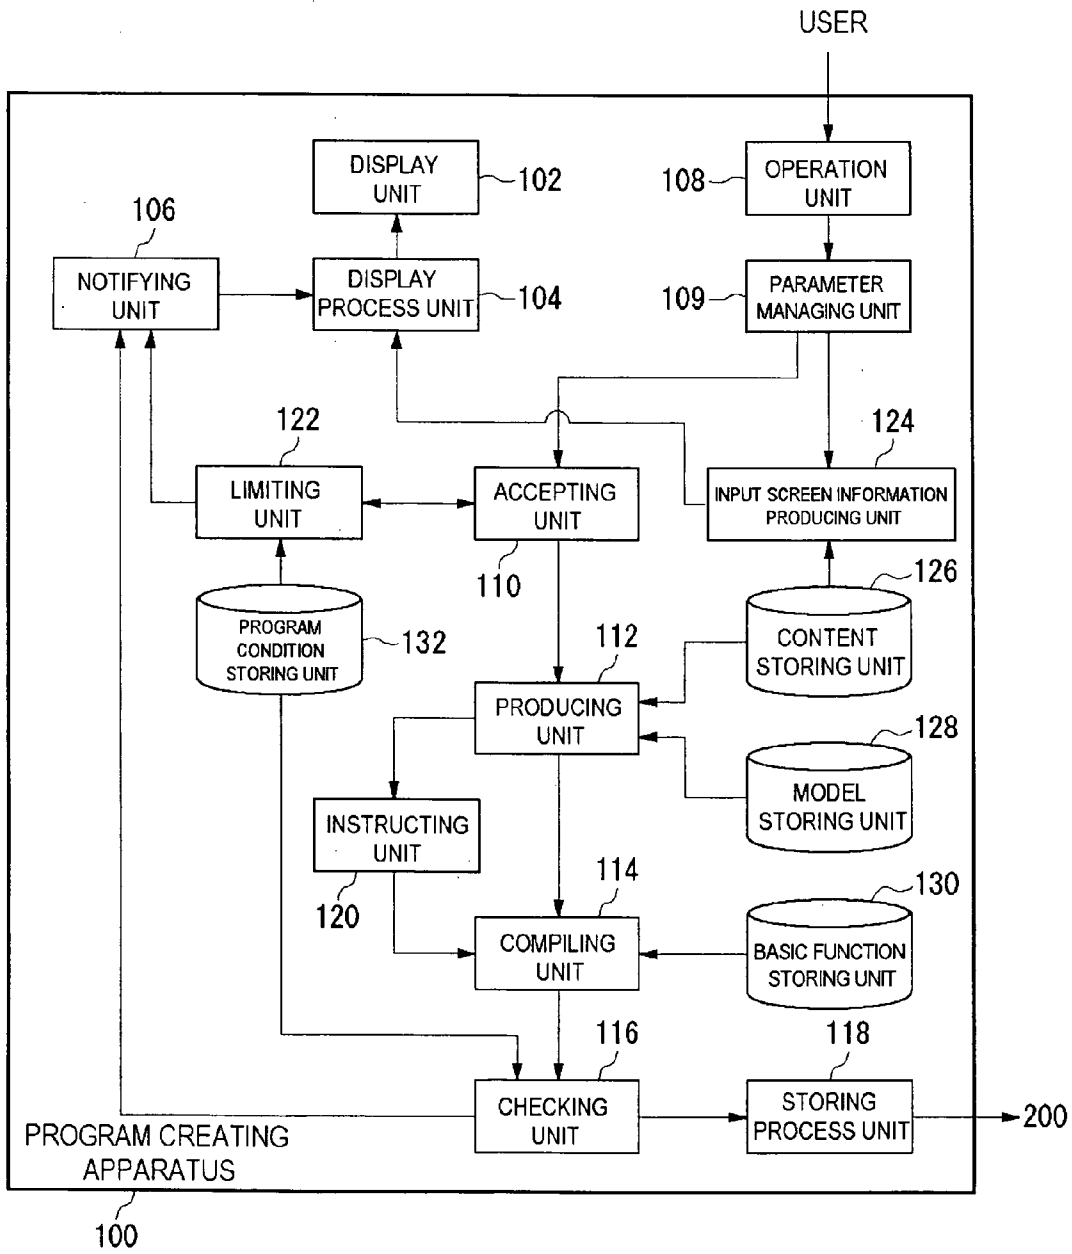 USER
DISPLAY
UNIT
102
108
OPERATION
UNIT
106
NOTIFYING
UNIT
DISPLAY
PROCESS UNIT
104
109
PARAMETER
MANAGING UNIT
122
124
LIMITING
UNIT
ACCEPTING
UNIT
110
INPUT SCREEN INFORMATION
PRODUCING UNIT
126
PROGRAM
CONDITION
STORING UNIT
132
CONTENT
STORING UNIT
112
PRODUCING
UNIT
128
MODEL
STORING UNIT
INSTRUCTING
UNIT
120
114
COMPILING
UNIT
130
BASIC FUNCTION
STORING UNIT
116
CHECKING
UNIT
118
STORING
PROCESS UNIT
200
PROGRAM CREATING
APPARATUS
100